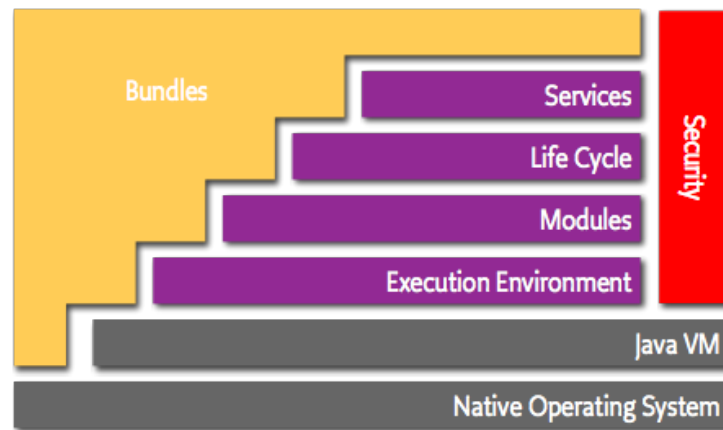 Bundles
Services
Life Cycle
Modules
Execution Environment
Security
Java VM
Native Operating System